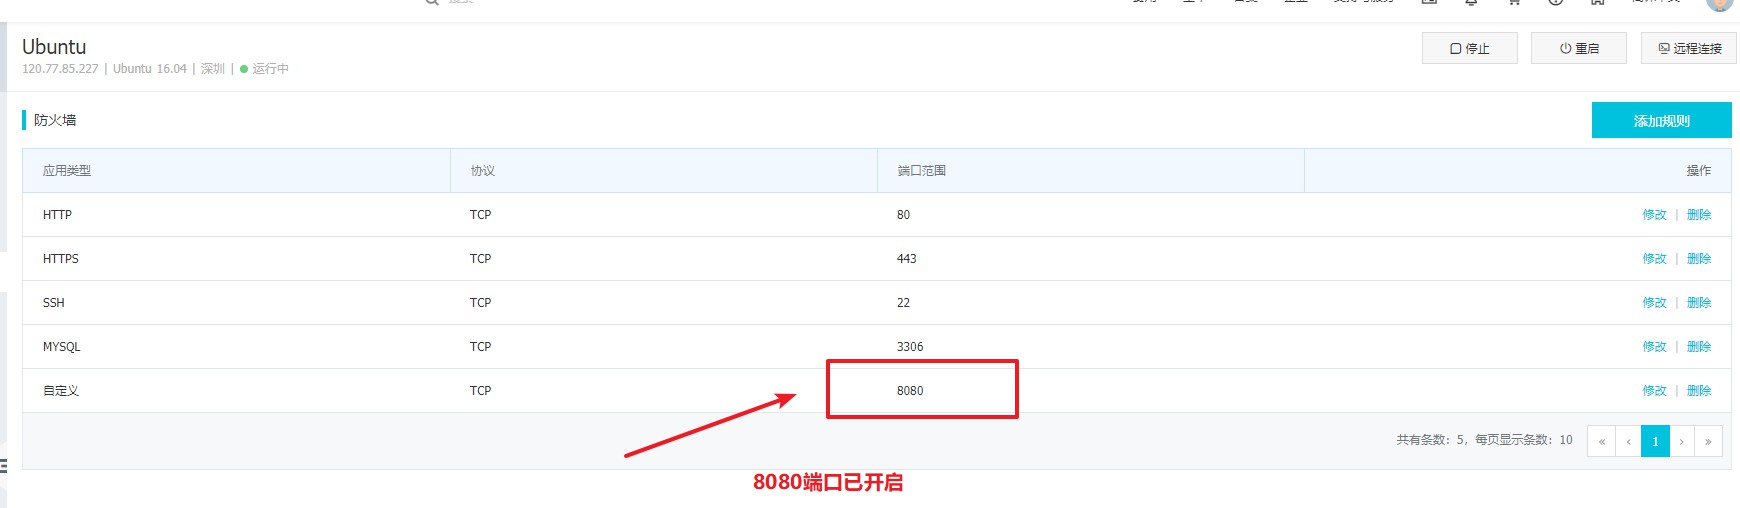 Ubuntu
停止 重启 远程连接
120.77.85.227 | Ubuntu 16.04 | 深圳 | 运行中
防火墙 添加规则
应用类型 协议 端口范围 操作
HTTP TCP 80 修改 | 删除
HTTPS TCP 443 修改 | 删除
SSH TCP 22 修改 | 删除
MYSQL TCP 3306 修改 | 删除
自定义 TCP 8080 修改 | 删除
共有条数：5，每页显示条数：10 « ‹ 1 › »
8080端口已开启